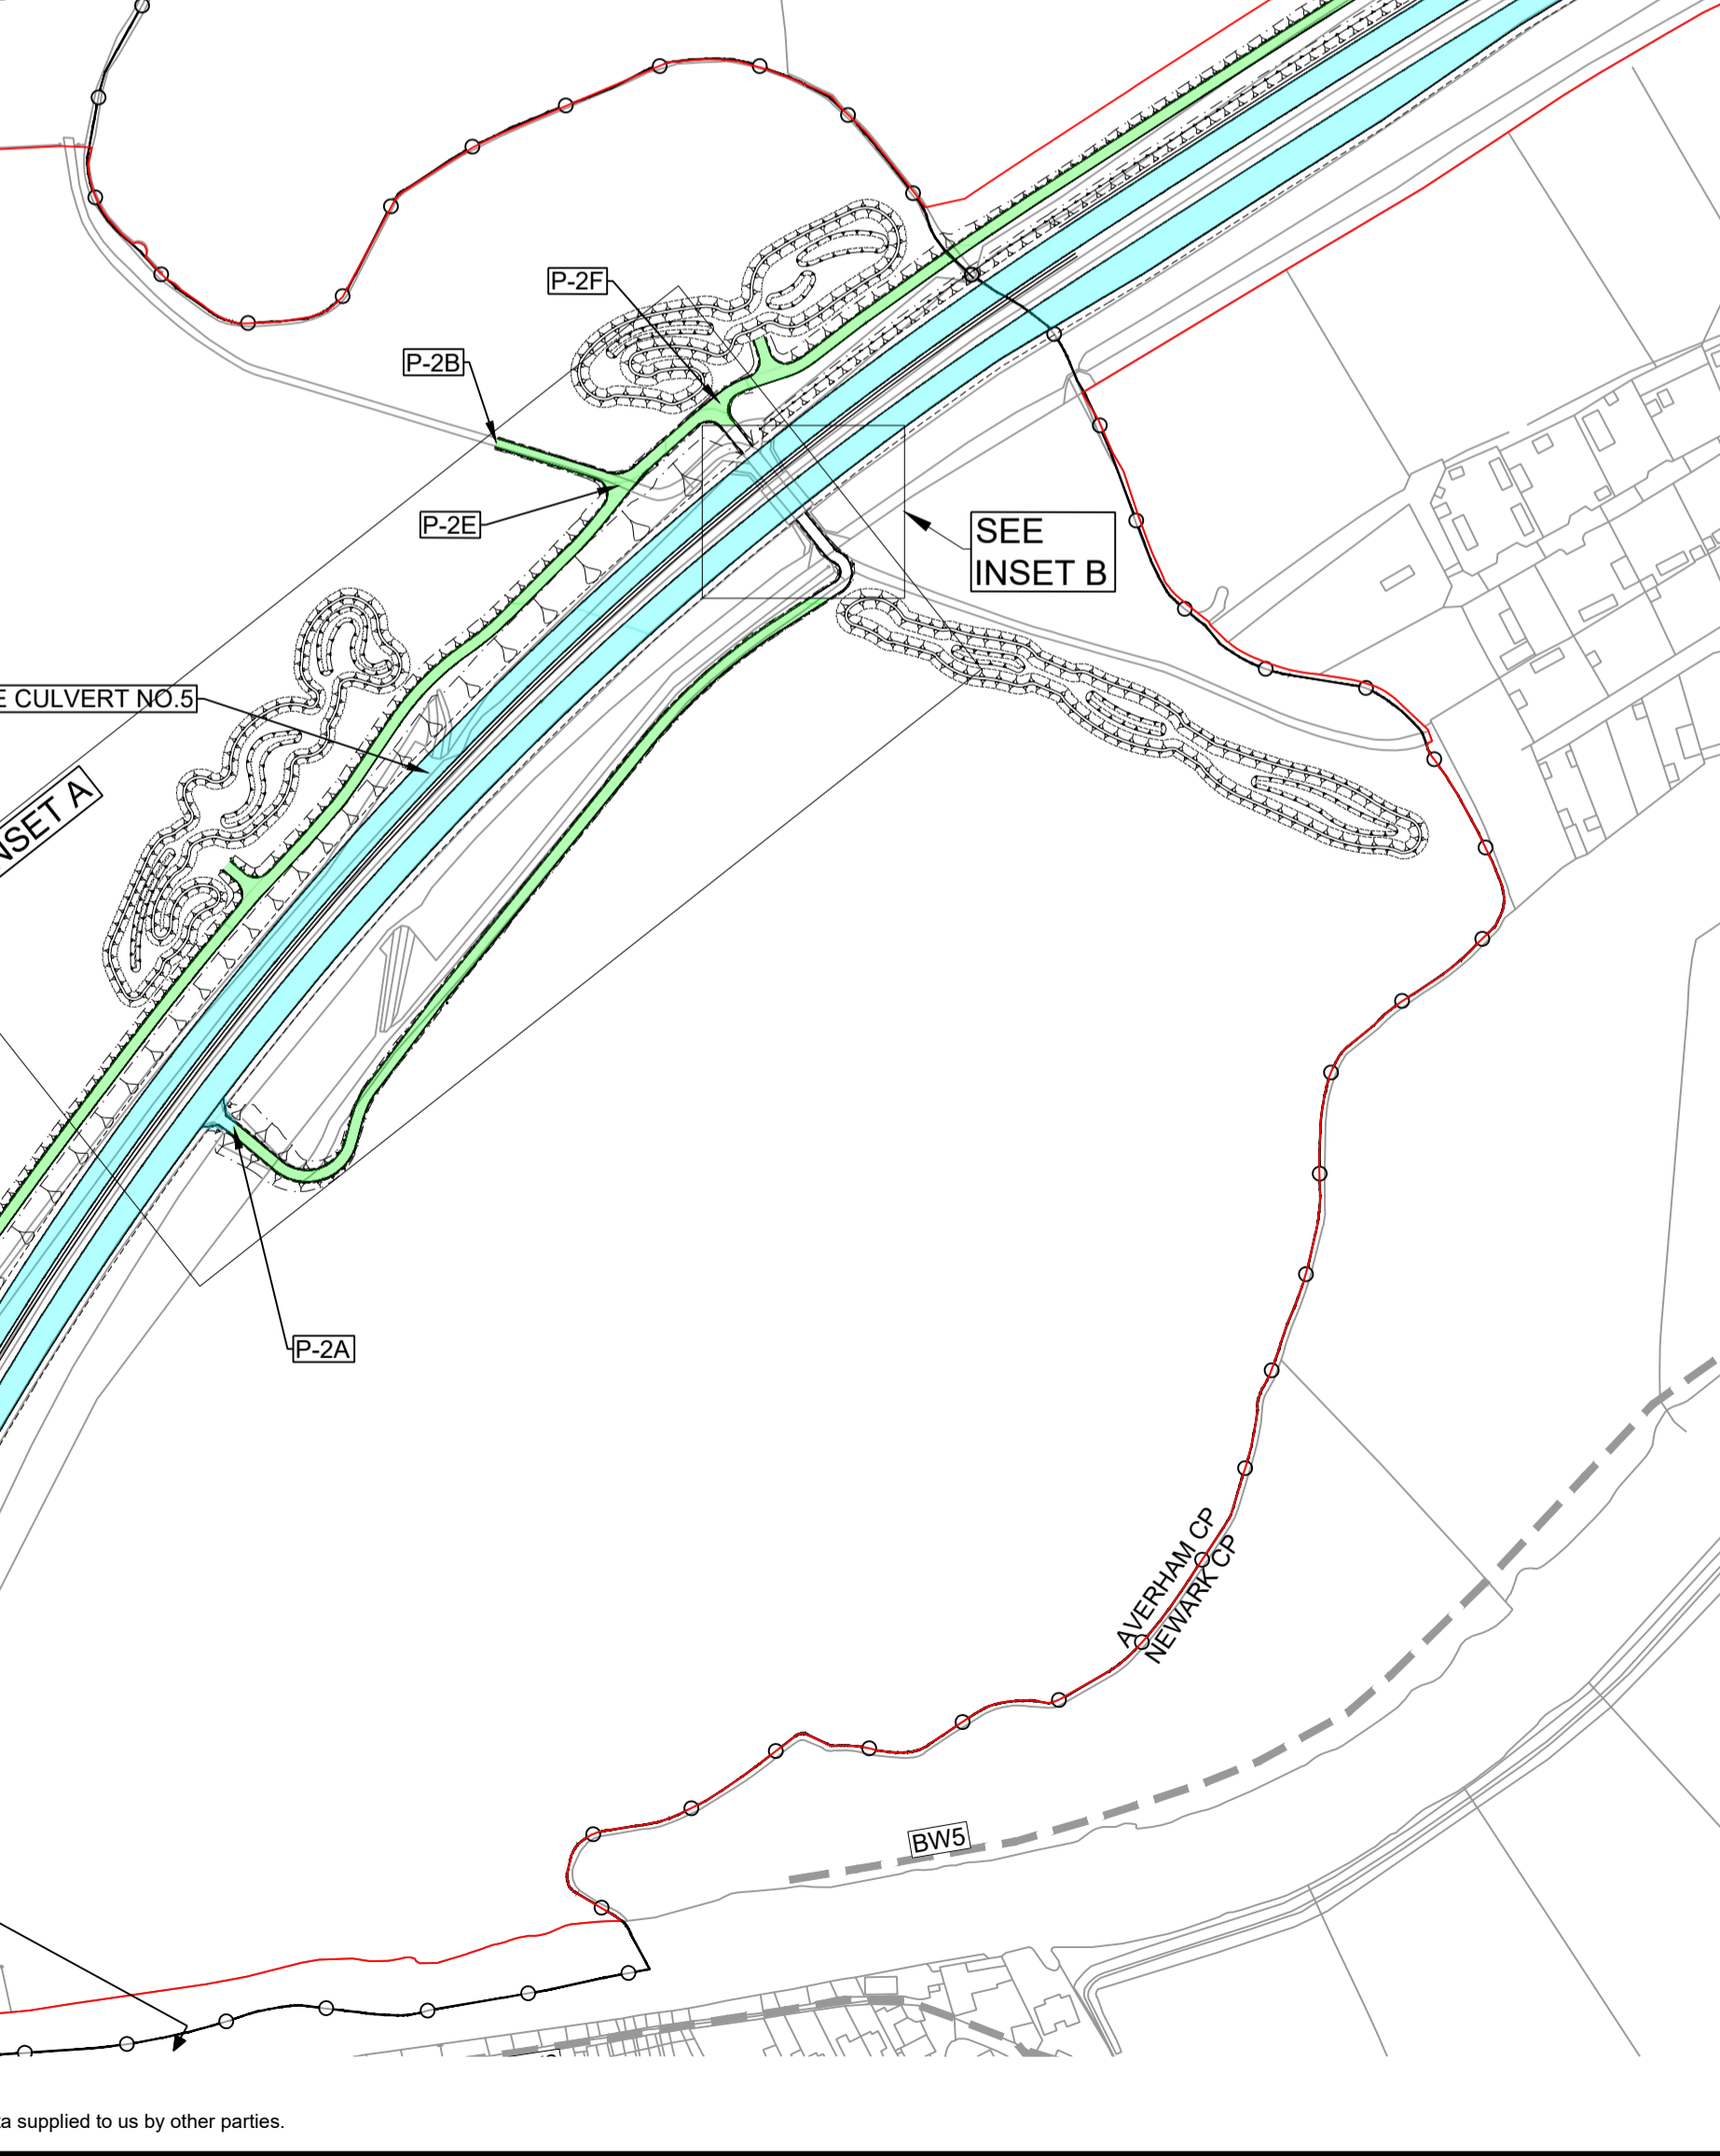 P-2F
P-2B
P-2E
SEE
INSET B
E CULVERT NO.5
NSET A
P-2A
AVERHAM CP
NEWARK CP
BW5
ta supplied to us by other parties.